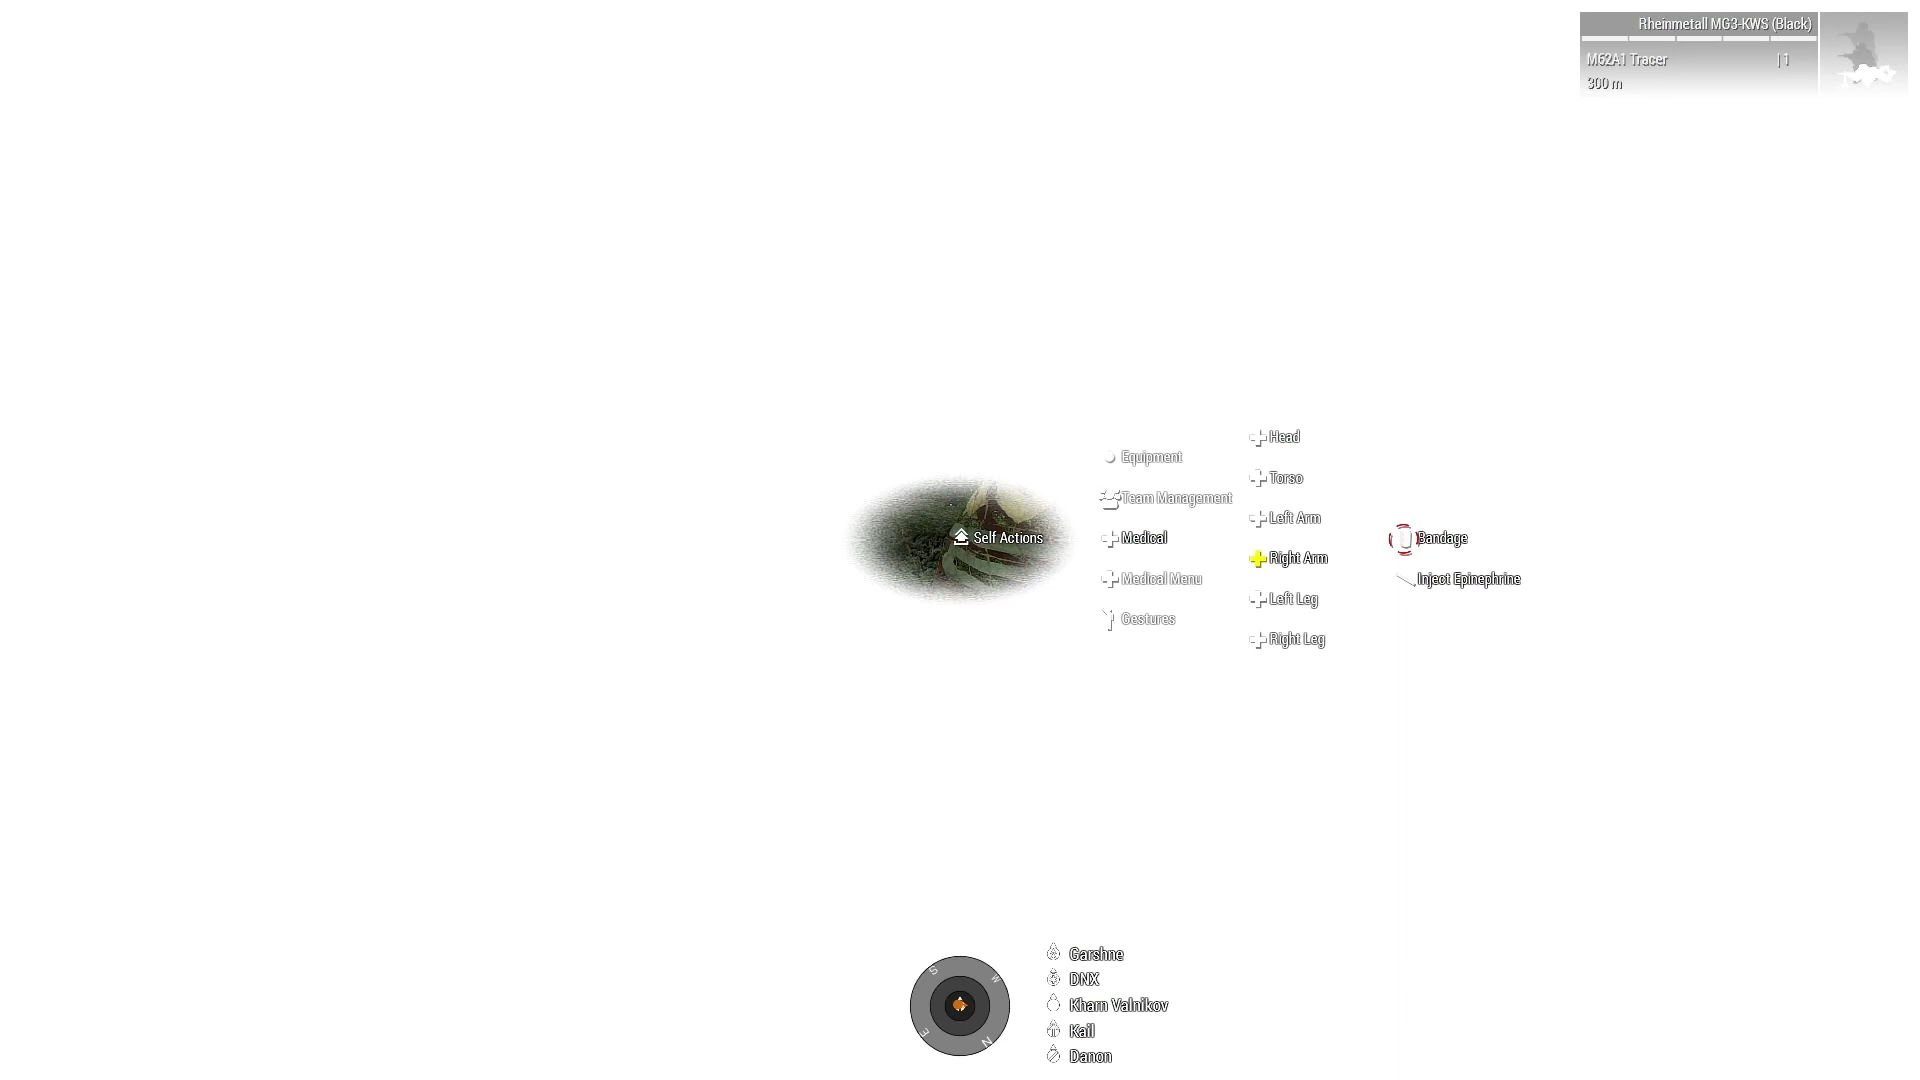 Rheinmetall MG3-KWS (Black)
M62A1 Tracer | 1
300 m
Head
Equipment
Torso
Team Management
Left Arm
Self Actions
Medical
Bandage
Right Arm
Medical Menu
Inject Epinephrine
Left Leg
Gestures
Right Leg
S
W
E
N
Garshne
DNX
Kharn Valnikov
Kail
Danon